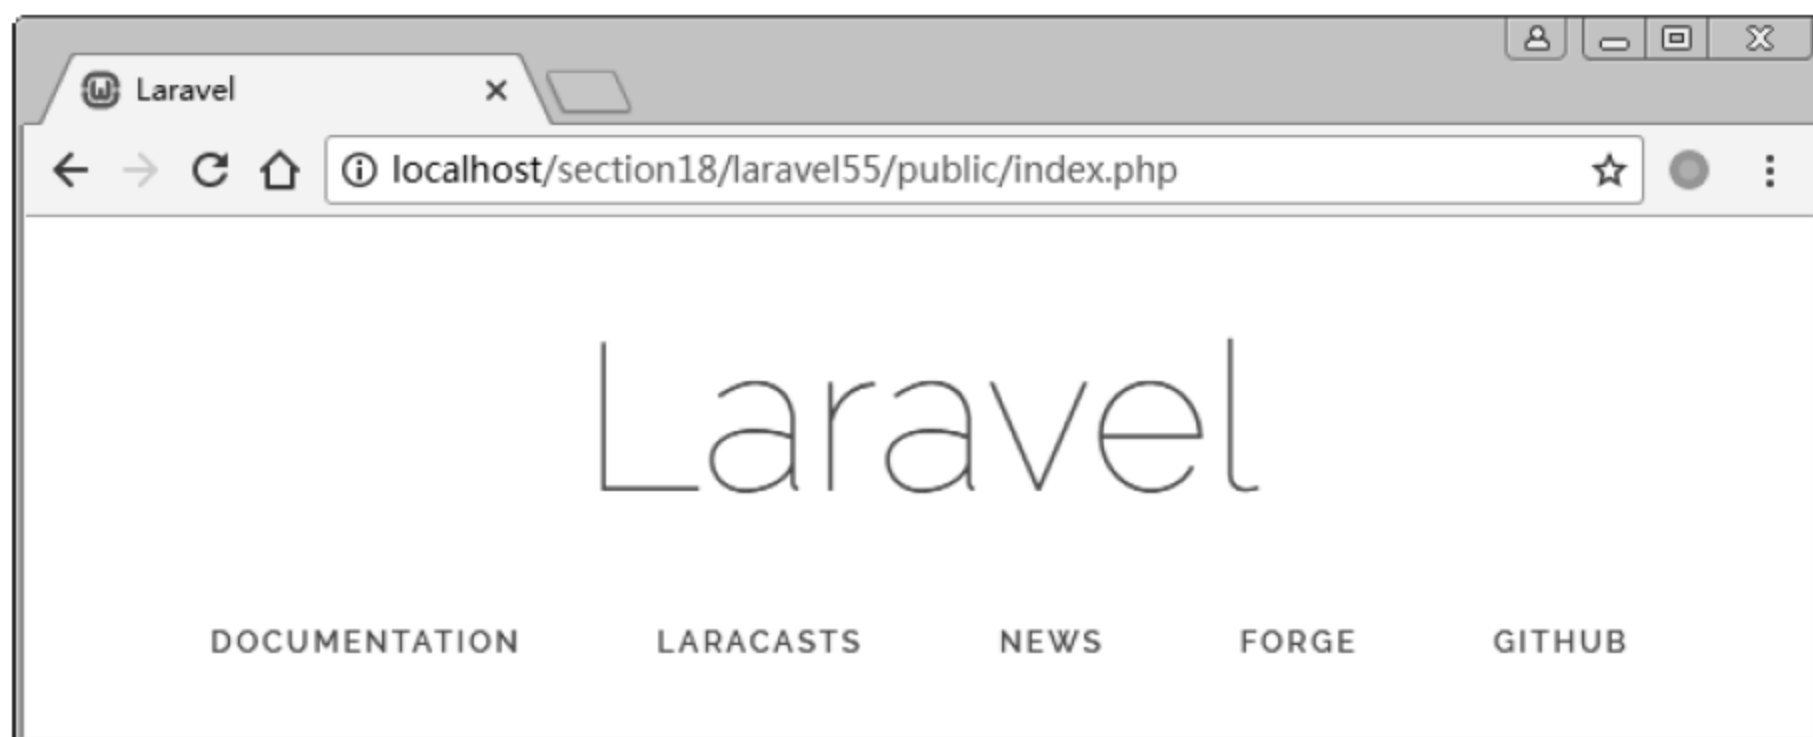 Laravel
localhost/section18/laravel55/public/index.php
Laravel
DOCUMENTATION LARACASTS NEWS FORGE GITHUB